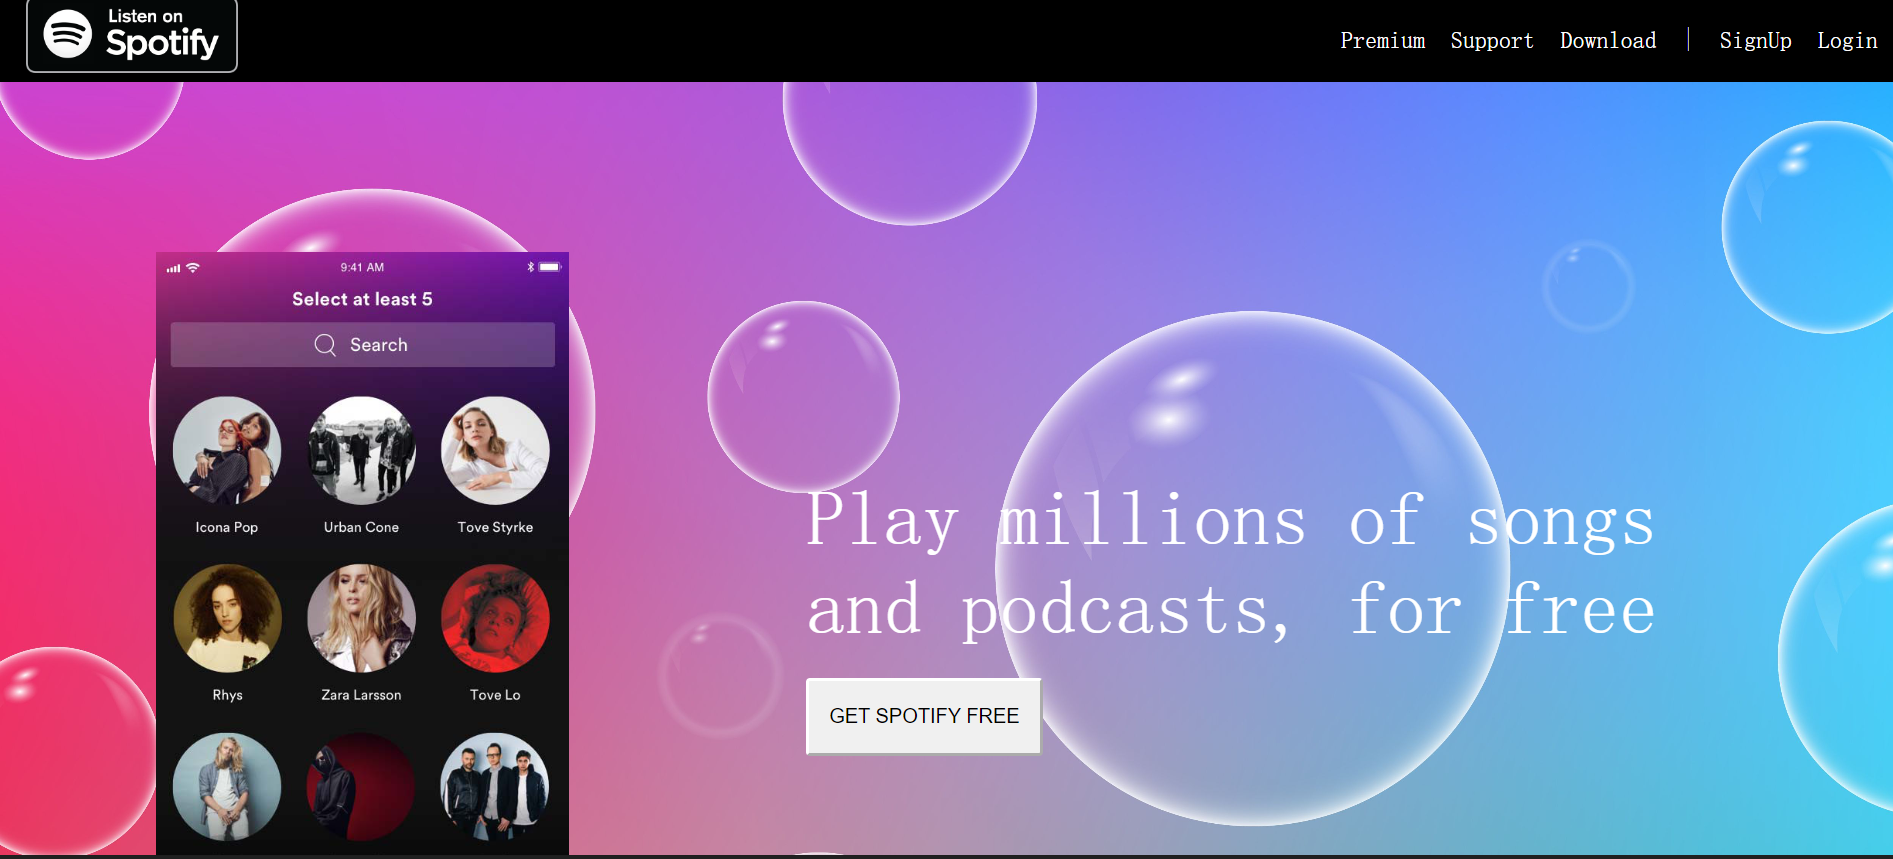 Listen on
Spotify
Premium Support Download | SignUp Login
9:41 AM
Select at least 5
Search
Icona Pop Urban Cone Tove Styrke
Rhys Zara Larsson Tove Lo
Play millions of songs
and podcasts, for free
GET SPOTIFY FREE